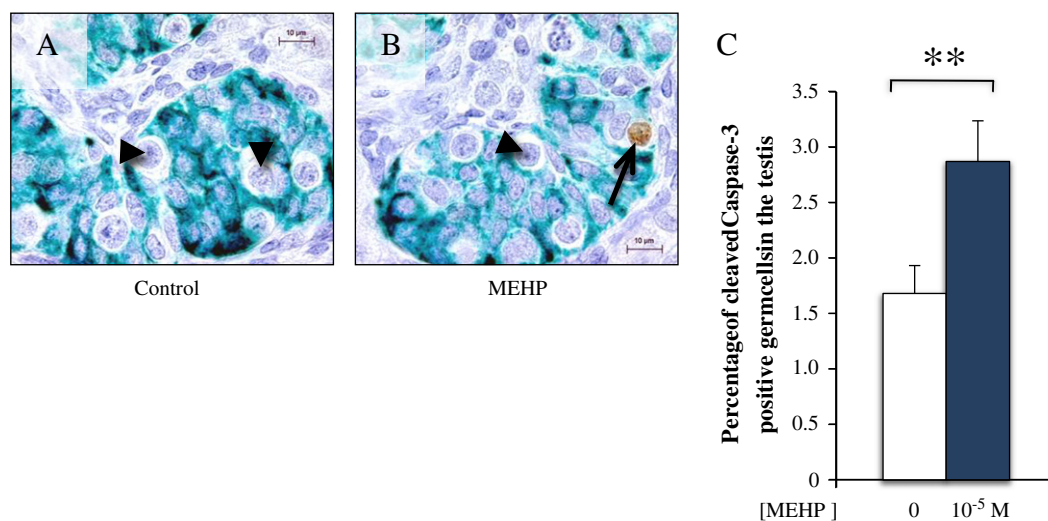 A
10 µm
Control
B
10 µm
MEHP
C
**
Percentageof cleavedCaspase-3
positive germcellsin the testis
3.5
3.0
2.5
2.0
1.5
1.0
0.5
0
[MEHP ] 0 10⁻⁵ M